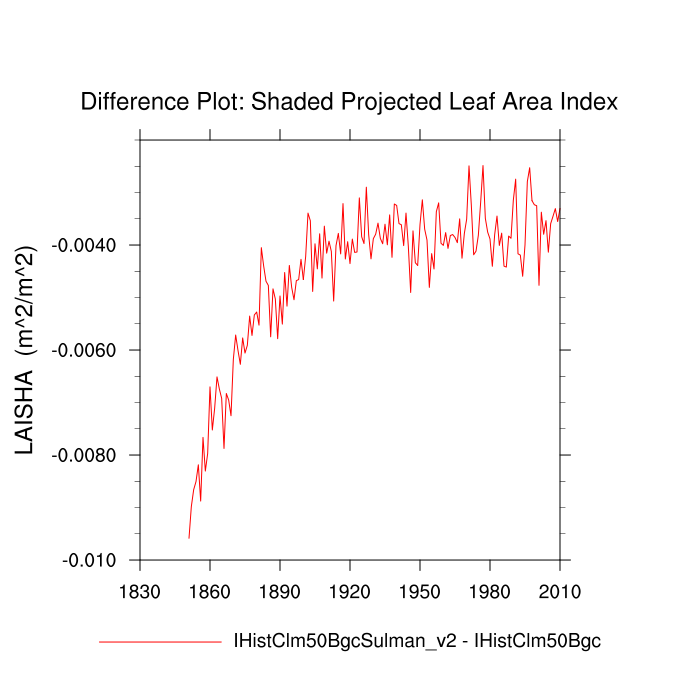 Difference Plot: Shaded Projected Leaf Area Index
LAISHA (m^2/m^2)
-0.0040
-0.0060
-0.0080
-0.010
1830 1860 1890 1920 1950 1980 2010
IHistClm50BgcSulman_v2 - IHistClm50Bgc